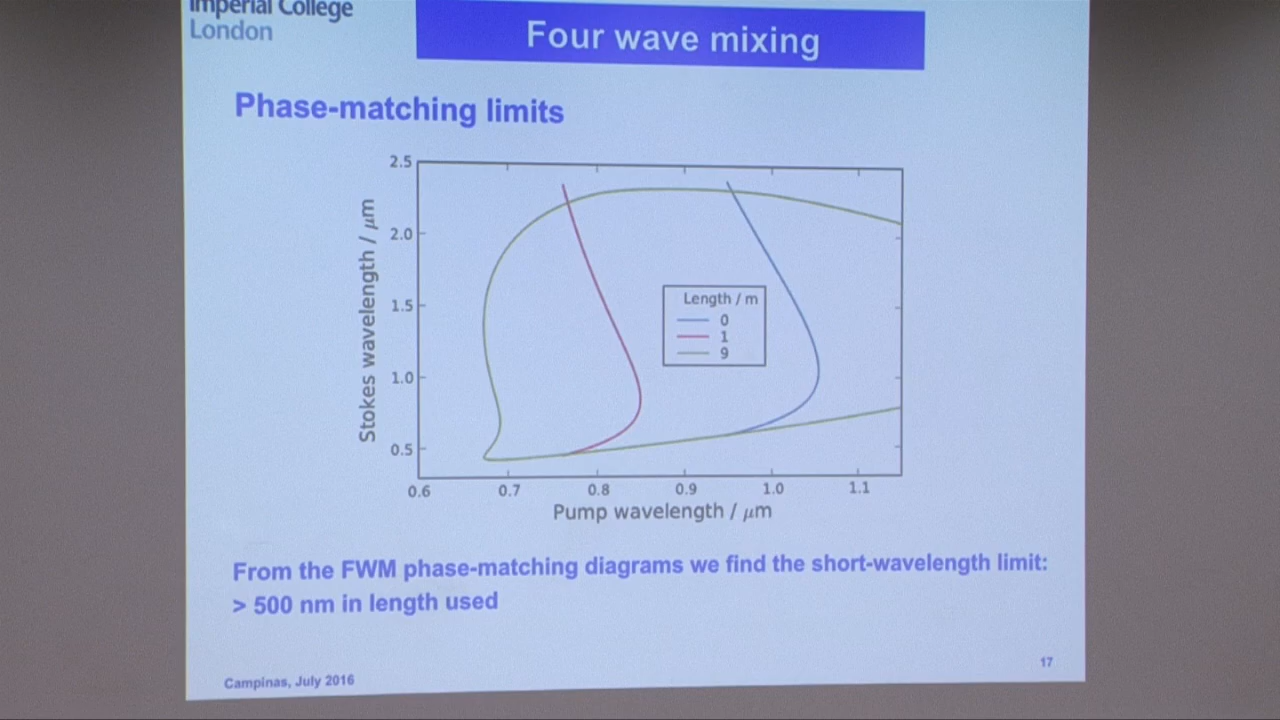 Imperial College
London
Four wave mixing
Phase-matching limits
2.5
2.0
1.5
1.0
0.5
Stokes wavelength / μm
Length / m
0
1
9
0.6 0.7 0.8 0.9 1.0 1.1
Pump wavelength / μm
From the FWM phase-matching diagrams we find the short-wavelength limit:
> 500 nm in length used
Campinas, July 2016
17